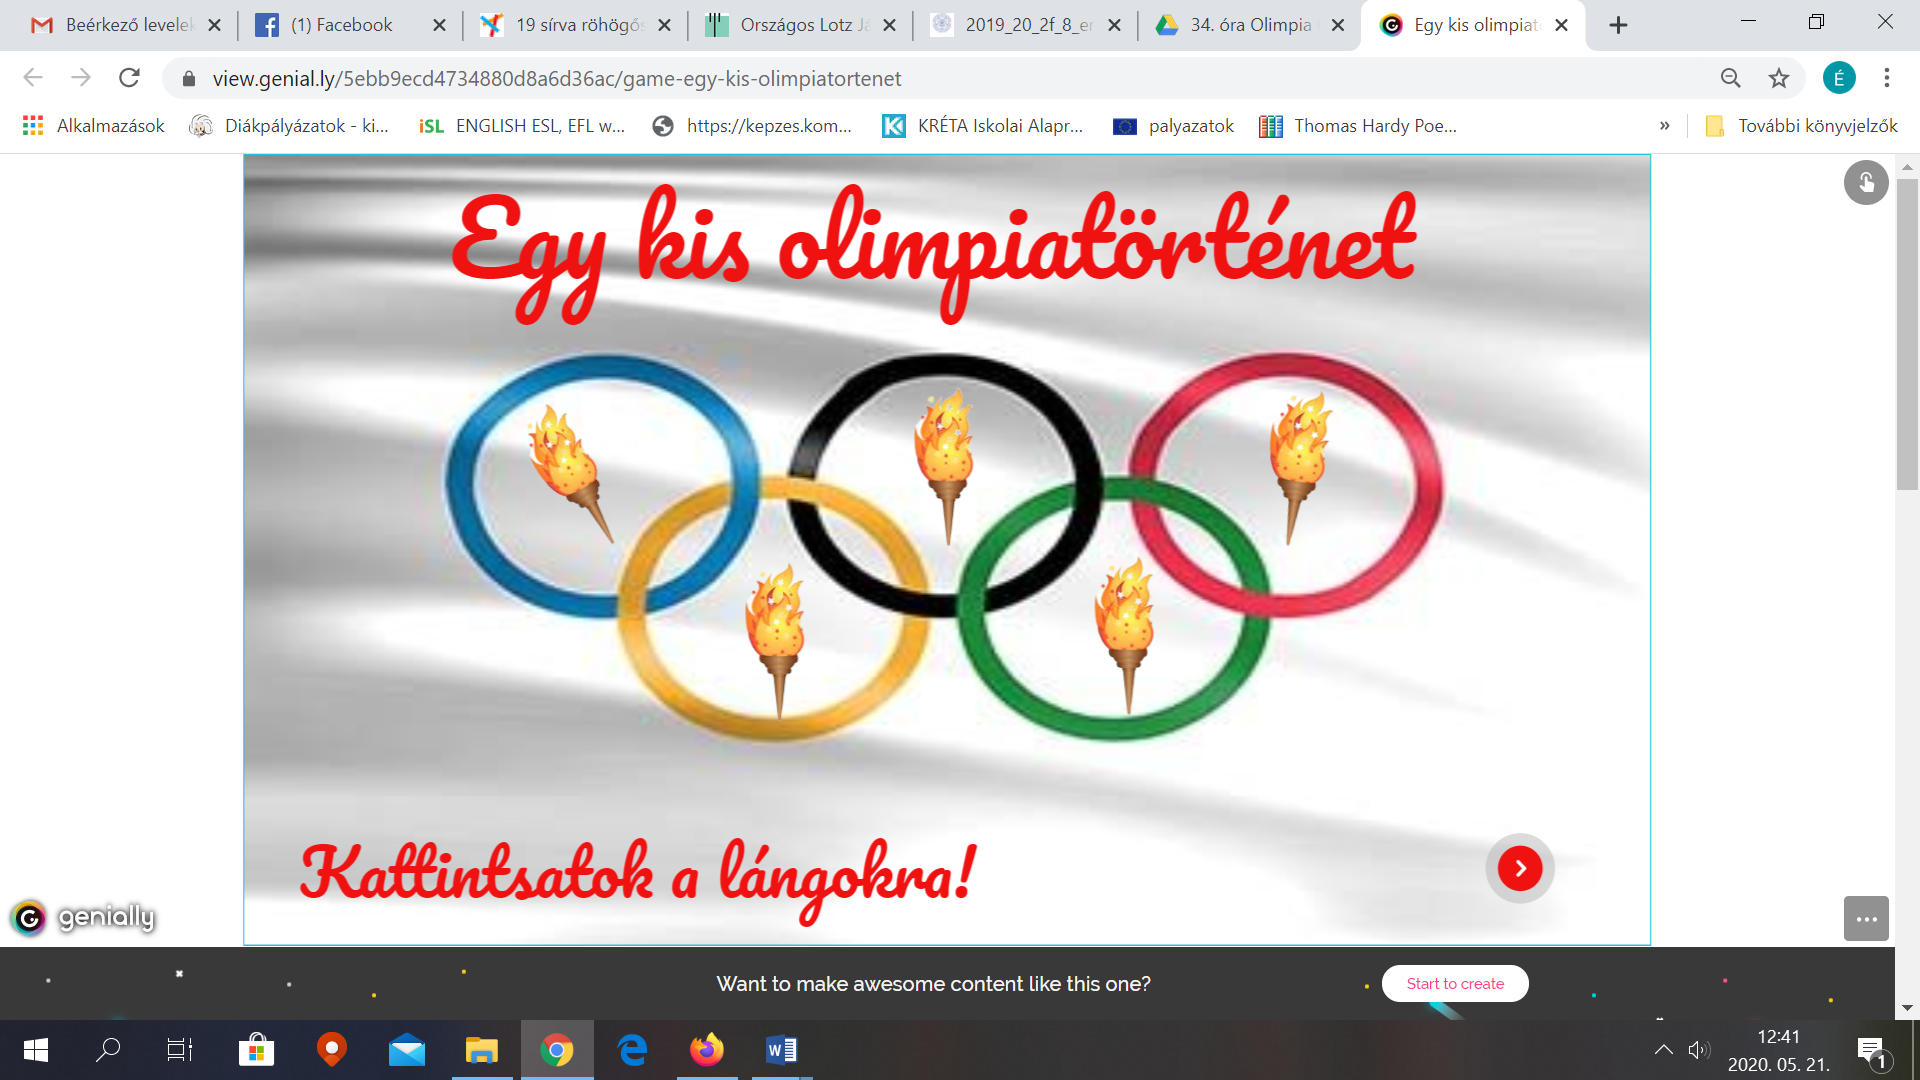 Beérkező levelek
(1) Facebook
19 sírva röhögős
Országos Lotz Já
2019_20_2f_8_er
34. óra Olimpia
Egy kis olimpiat
view.genial.ly/5ebb9ecd4734880d8a6d36ac/game-egy-kis-olimpiatortenet
É
Alkalmazások
Diákpályázatok - ki...
iSL ENGLISH ESL, EFL w...
https://kepzes.kom...
KRÉTA Iskolai Alapr...
palyazatok
Thomas Hardy Poe...
»
További könyvjelzők
Egy kis olimpiatörténet
Kattintsatok a lángokra!
genially
Want to make awesome content like this one?
Start to create
12:41
2020. 05. 21.
1